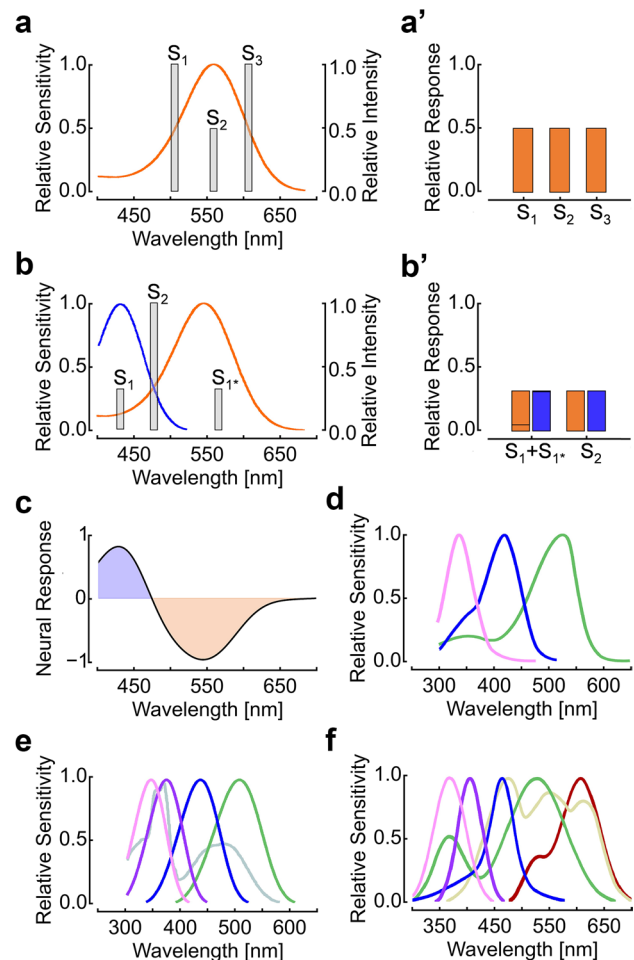 a
Relative Sensitivity
1.0
0.5
0.0
S1
S2
S3
1.0
0.5
0.0
Relative Intensity
450 550 650
Wavelength [nm]
a’
Relative Response
1.0
0.5
0.0
S1 S2 S3
b
Relative Sensitivity
1.0
0.5
0.0
S2
S1
S1*
1.0
0.5
0.0
Relative Intensity
450 550 650
Wavelength [nm]
b’
Relative Response
1.0
0.5
0.0
S1+S1* S2
c
Neural Response
1
0
−1
450 550 650
Wavelength [nm]
d
Relative Sensitivity
1.0
0.5
0.0
300 400 500 600
Wavelength [nm]
e
Relative Sensitivity
1.0
0.5
0.0
300 400 500 600
Wavelength [nm]
f
Relative Sensitivity
1.0
0.5
0.0
350 450 550 650
Wavelength [nm]